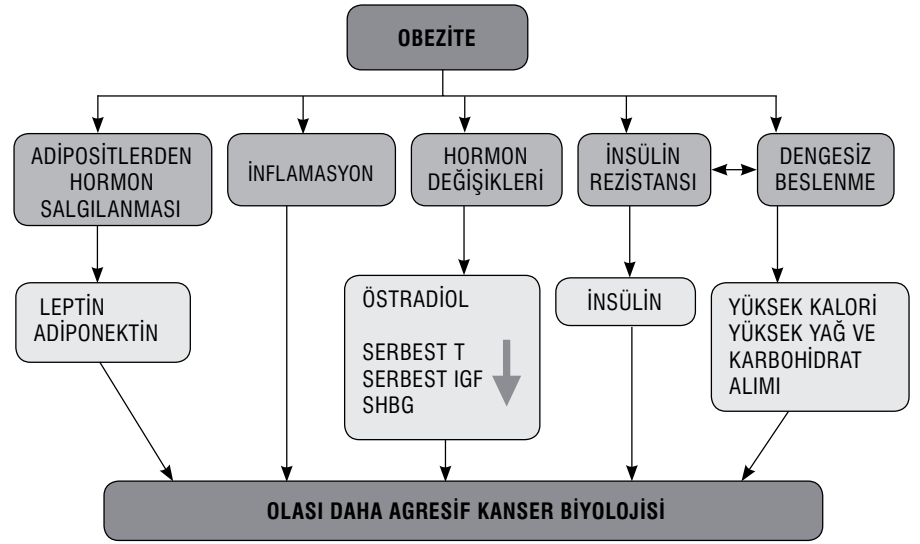 OBEZİTE
ADİPOSİTLERDEN
HORMON
SALGILANMASI
İNFLAMASYON
HORMON
DEĞİŞİKLERİ
İNSÜLİN
REZİSTANSI
DENGESİZ
BESLENME
LEPTİN
ADİPONEKTİN
ÖSTRADİOL
SERBEST T
SERBEST IGF
SHBG
İNSÜLİN
YÜKSEK KALORİ
YÜKSEK YAĞ VE
KARBOHİDRAT
ALIMI
OLASI DAHA AGRESİF KANSER BİYOLOJİSİ